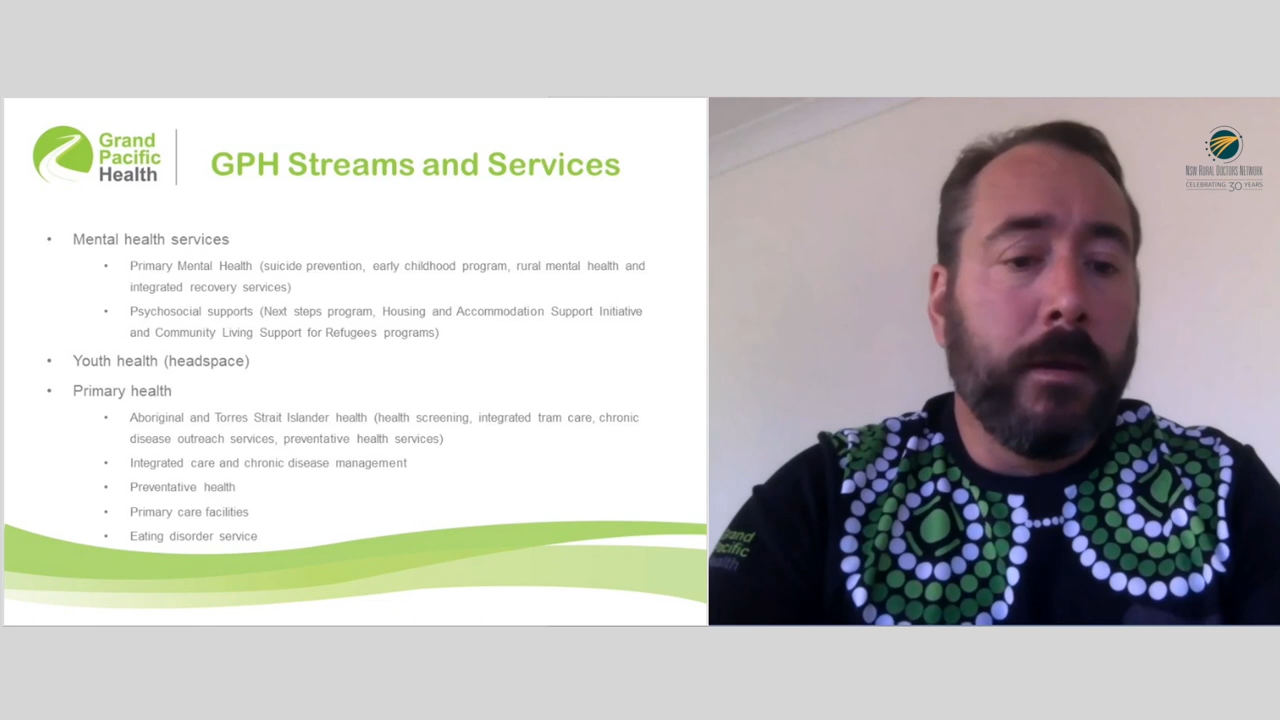 Grand
Pacific
Health
GPH Streams and Services
• Mental health services
• Primary Mental Health (suicide prevention, early childhood program, rural mental health and
integrated recovery services)
• Psychosocial supports (Next steps program, Housing and Accommodation Support Initiative
and Community Living Support for Refugees programs)
• Youth health (headspace)
• Primary health
• Aboriginal and Torres Strait Islander health (health screening, integrated tram care, chronic
disease outreach services, preventative health services)
• Integrated care and chronic disease management
• Preventative health
• Primary care facilities
• Eating disorder service
NSW RURAL DOCTORS NETWORK
CELEBRATING 30 YEARS
Grand
Pacific
Health